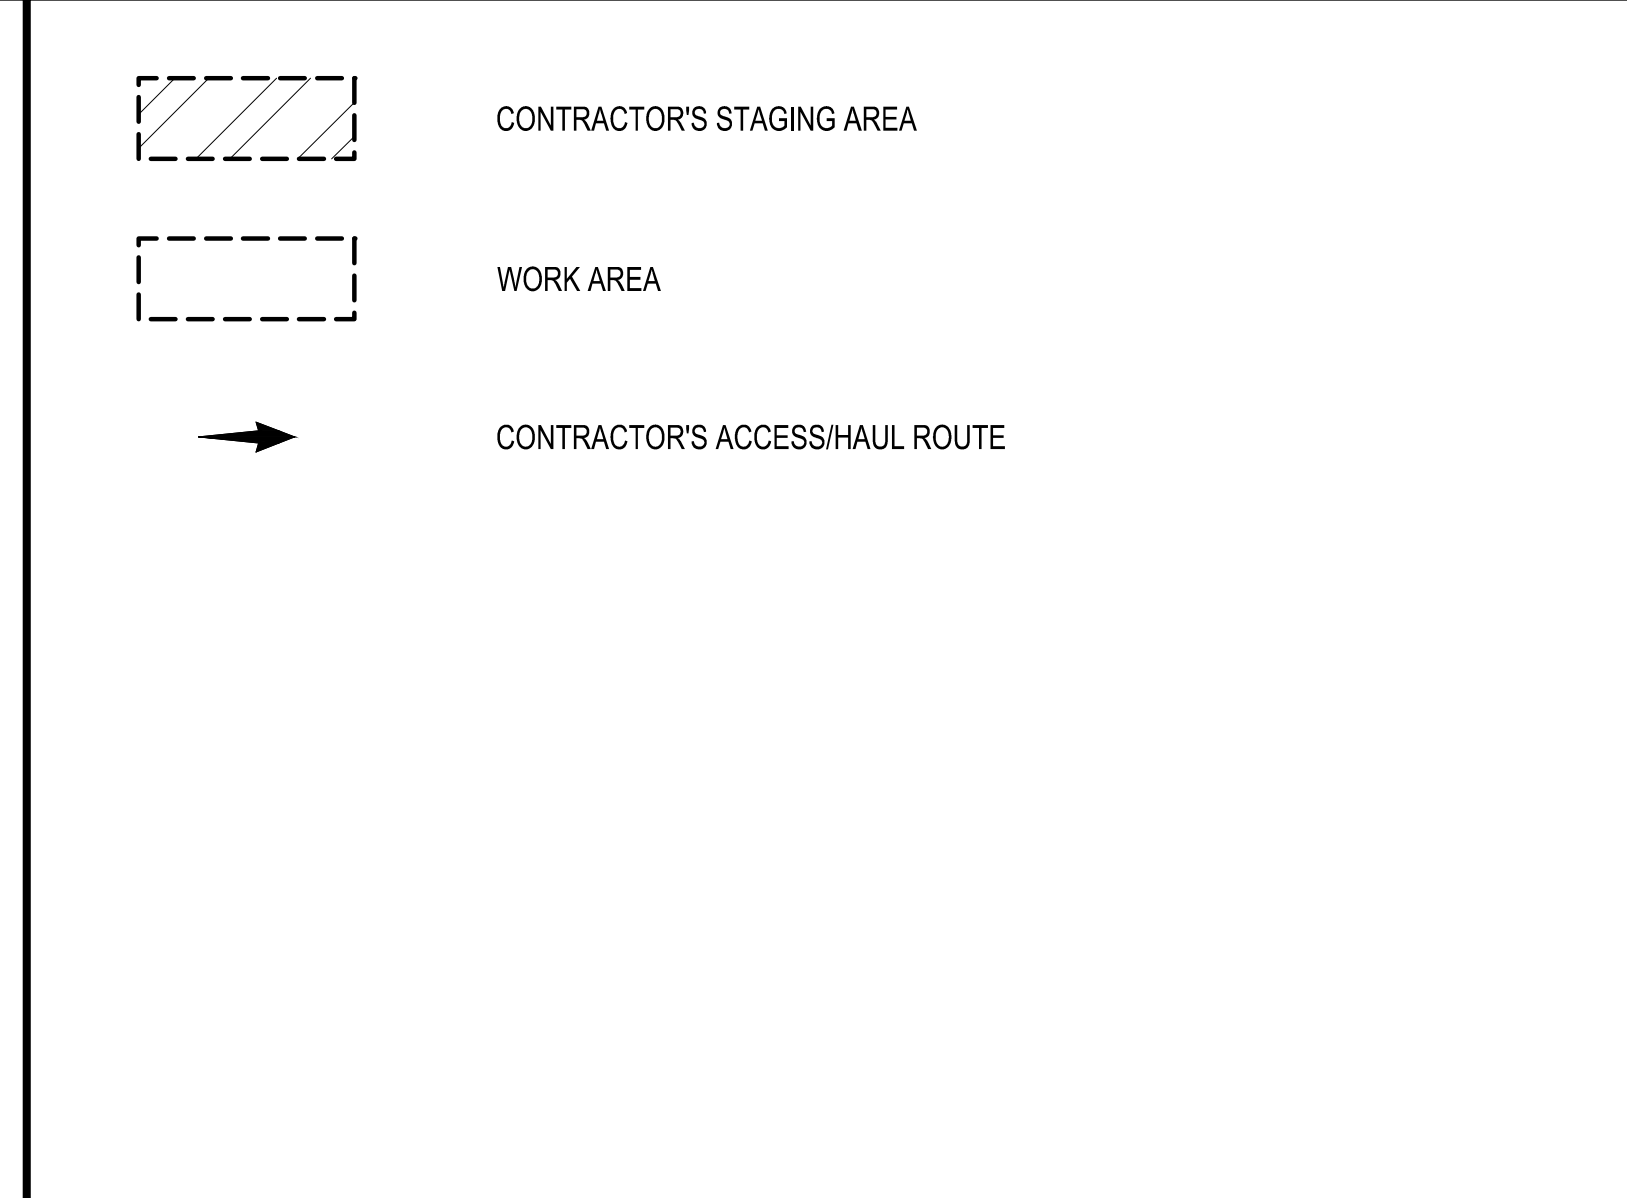 CONTRACTOR'S STAGING AREA
WORK AREA
CONTRACTOR'S ACCESS/HAUL ROUTE